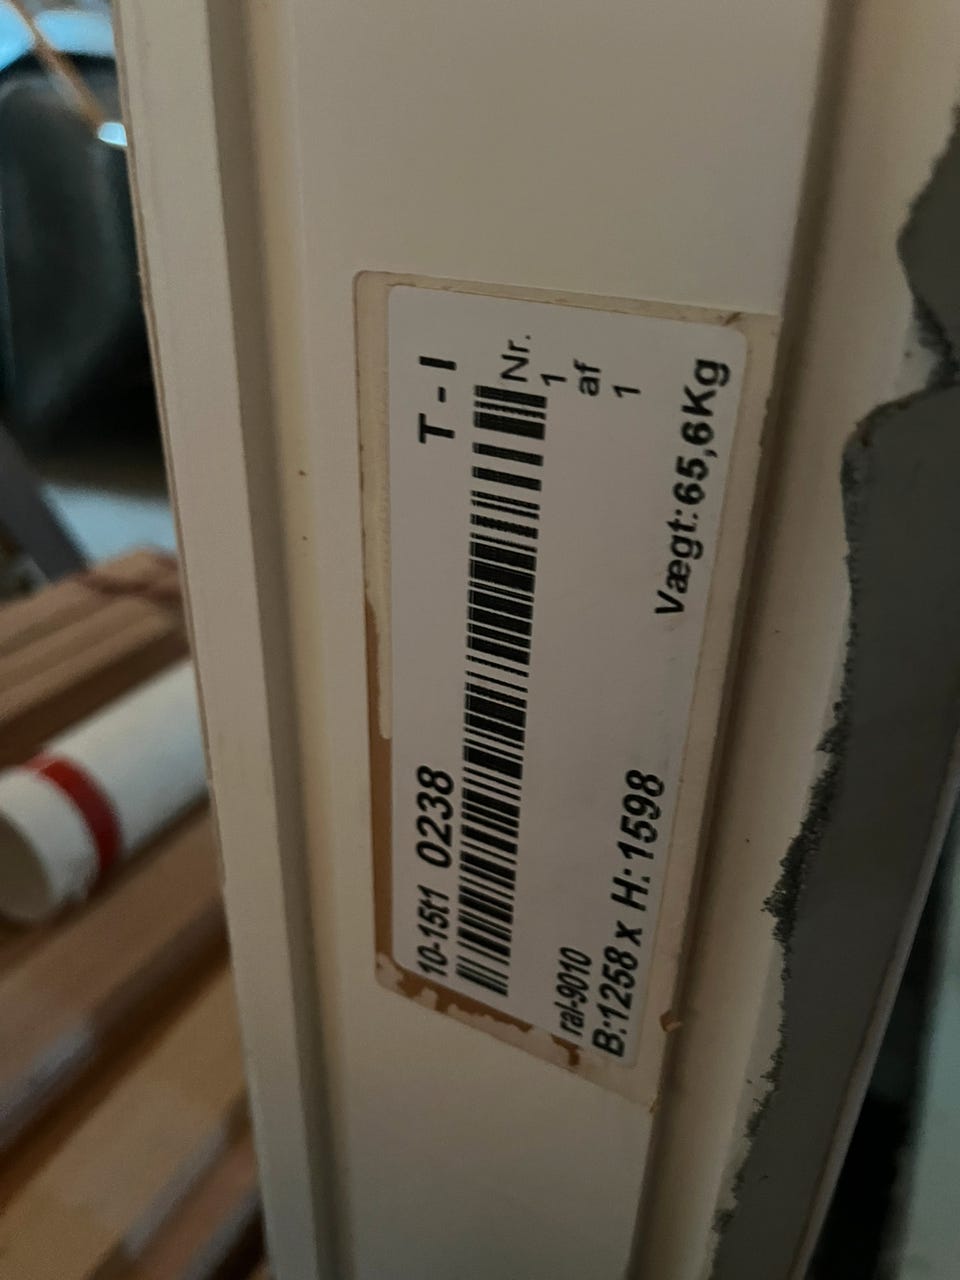 10-15t1 0238 T - I
Nr.
1
af
1
ral-9010
B:1258 x H:1598 Vægt:65,6Kg